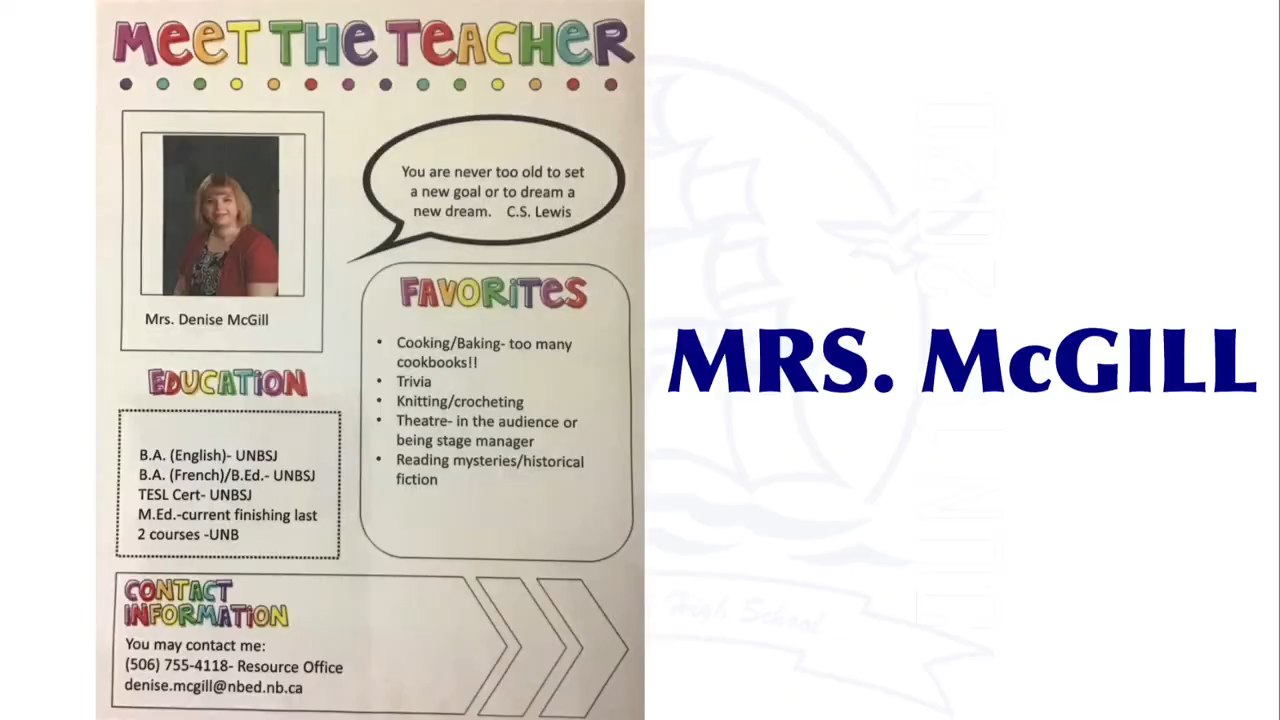 MEET THE TEACHER
You are never too old to set
a new goal or to dream a
new dream. C.S. Lewis
Mrs. Denise McGill
FAVORITES
• Cooking/Baking- too many
cookbooks!!
• Trivia
• Knitting/crocheting
• Theatre- in the audience or
being stage manager
• Reading mysteries/historical
fiction
EDUCATION
B.A. (English)- UNBSJ
B.A. (French)/B.Ed.- UNBSJ
TESL Cert- UNBSJ
M.Ed.-current finishing last
2 courses -UNB
CONTACT
INFORMATION
You may contact me:
(506) 755-4118- Resource Office
denise.mcgill@nbed.nb.ca
MRS. McGILL
High School